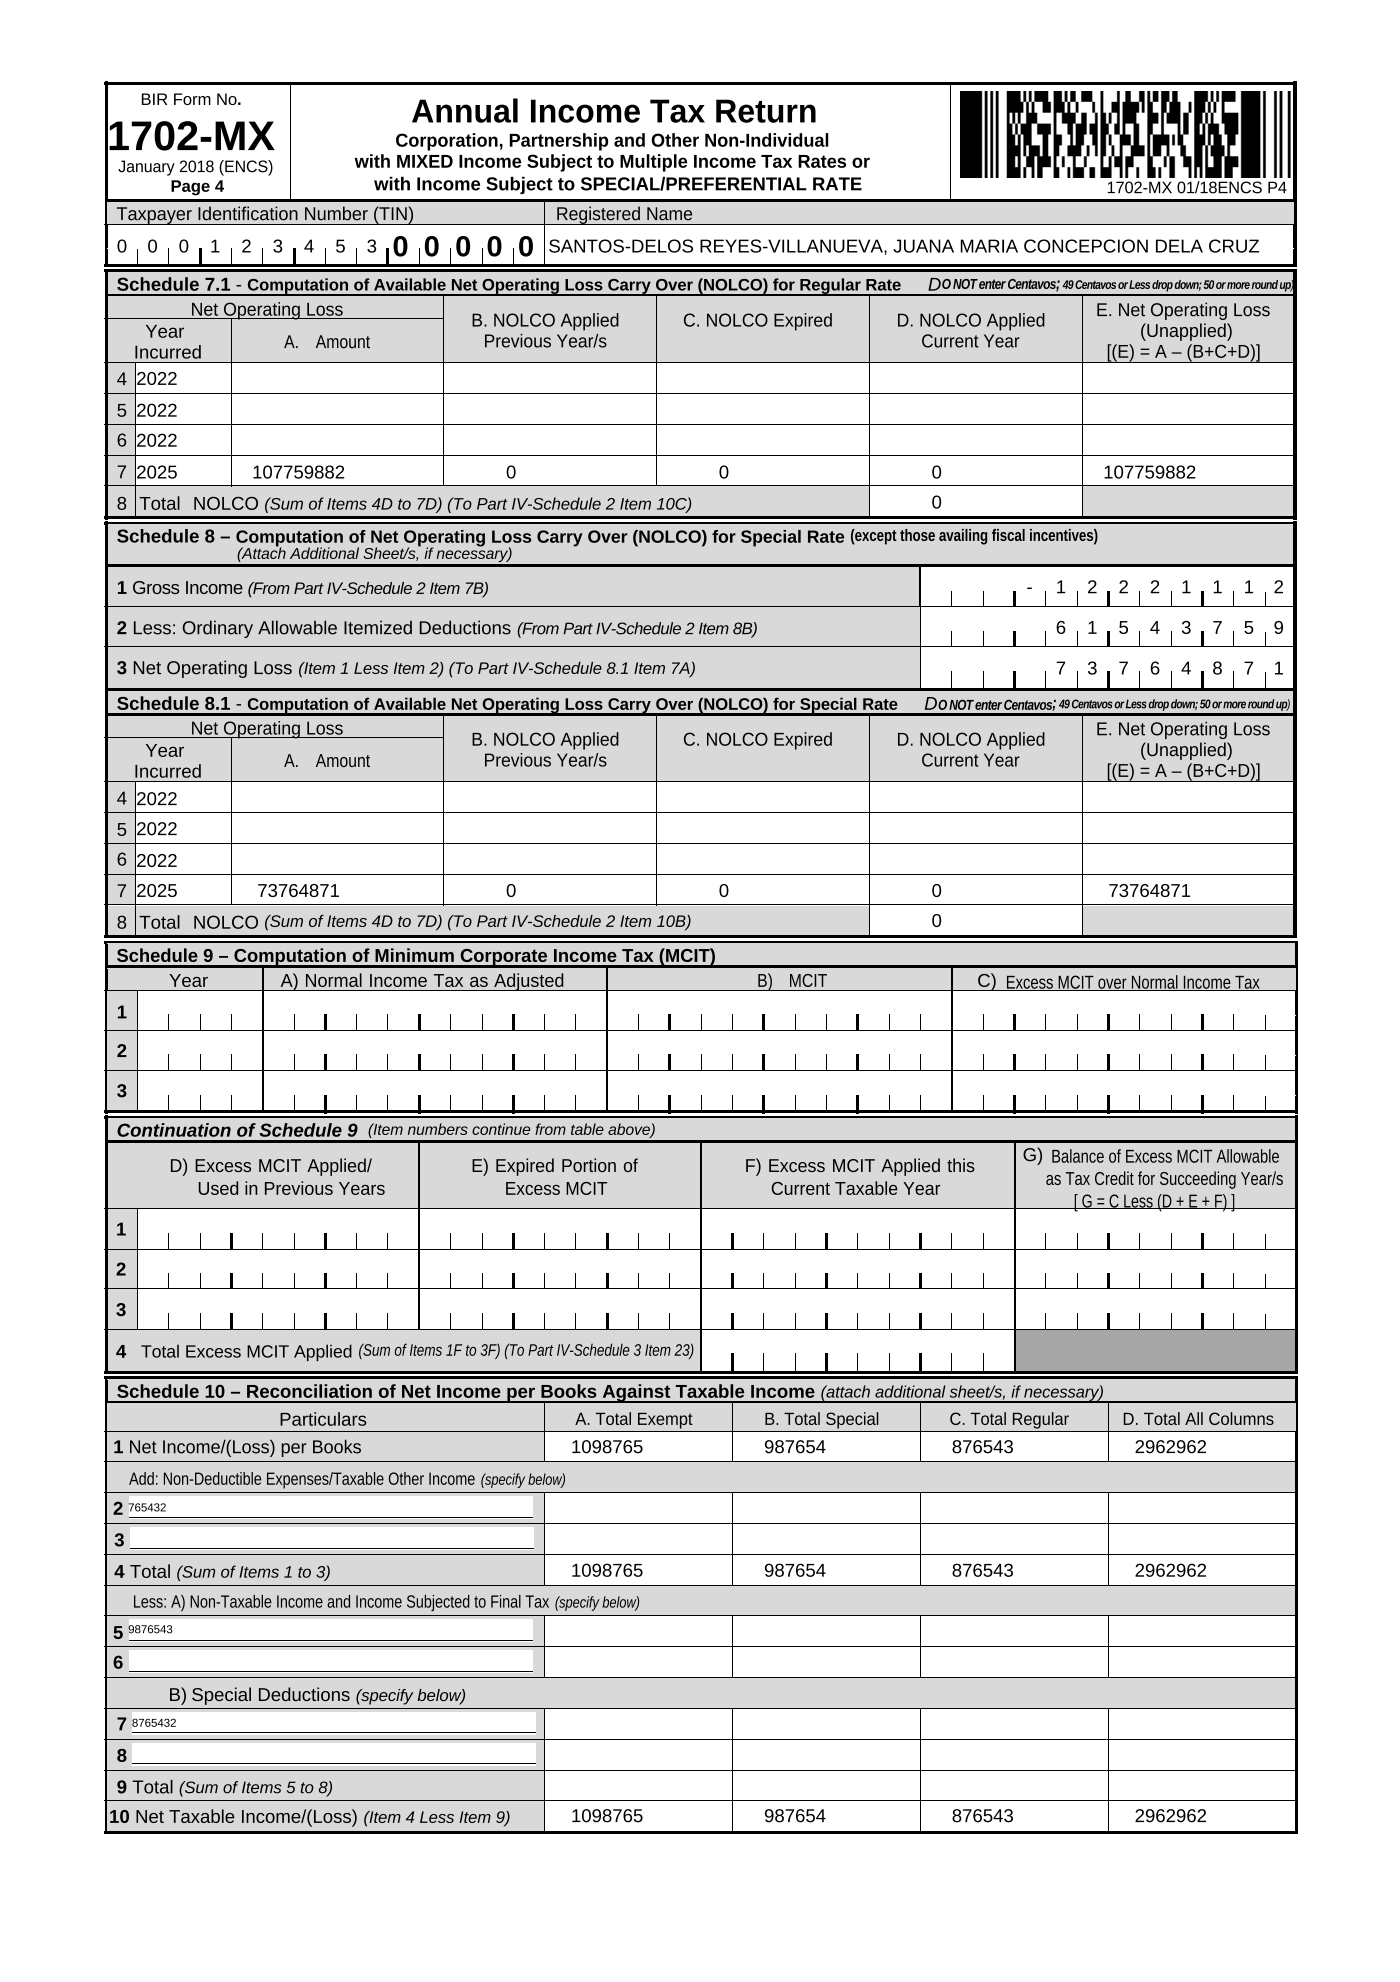 BIR Form No.
1702-MX
January 2018 (ENCS)
Page 4
Annual Income Tax Return
Corporation, Partnership and Other Non-Individual
with MIXED Income Subject to Multiple Income Tax Rates or
with Income Subject to SPECIAL/PREFERENTIAL RATE
1702-MX 01/18ENCS P4
Taxpayer Identification Number (TIN) Registered Name
0 0 0 1 2 3 4 5 3 0 0 0 0 0 SANTOS-DELOS REYES-VILLANUEVA, JUANA MARIA CONCEPCION DELA CRUZ
Schedule 7.1 - Computation of Available Net Operating Loss Carry Over (NOLCO) for Regular Rate DO NOT enter Centavos; 49 Centavos or Less drop down; 50 or more round up)
Net Operating Loss
Year Incurred
A. Amount
B. NOLCO Applied Previous Year/s
C. NOLCO Expired
D. NOLCO Applied Current Year
E. Net Operating Loss (Unapplied) [(E) = A – (B+C+D)]
4 2022
5 2022
6 2022
7 2025 107759882 0 0 0 107759882
8 Total NOLCO (Sum of Items 4D to 7D) (To Part IV-Schedule 2 Item 10C) 0
Schedule 8 – Computation of Net Operating Loss Carry Over (NOLCO) for Special Rate (except those availing fiscal incentives)
(Attach Additional Sheet/s, if necessary)
1 Gross Income (From Part IV-Schedule 2 Item 7B) - 1 2 2 2 1 1 1 2
2 Less: Ordinary Allowable Itemized Deductions (From Part IV-Schedule 2 Item 8B) 6 1 5 4 3 7 5 9
3 Net Operating Loss (Item 1 Less Item 2) (To Part IV-Schedule 8.1 Item 7A) 7 3 7 6 4 8 7 1
Schedule 8.1 - Computation of Available Net Operating Loss Carry Over (NOLCO) for Special Rate DO NOT enter Centavos; 49 Centavos or Less drop down; 50 or more round up)
Net Operating Loss
Year Incurred
A. Amount
B. NOLCO Applied Previous Year/s
C. NOLCO Expired
D. NOLCO Applied Current Year
E. Net Operating Loss (Unapplied) [(E) = A – (B+C+D)]
4 2022
5 2022
6 2022
7 2025 73764871 0 0 0 73764871
8 Total NOLCO (Sum of Items 4D to 7D) (To Part IV-Schedule 2 Item 10B) 0
Schedule 9 – Computation of Minimum Corporate Income Tax (MCIT)
Year A) Normal Income Tax as Adjusted B) MCIT C) Excess MCIT over Normal Income Tax
1
2
3
Continuation of Schedule 9 (Item numbers continue from table above)
D) Excess MCIT Applied/ Used in Previous Years
E) Expired Portion of Excess MCIT
F) Excess MCIT Applied this Current Taxable Year
G) Balance of Excess MCIT Allowable as Tax Credit for Succeeding Year/s [ G = C Less (D + E + F) ]
1
2
3
4 Total Excess MCIT Applied (Sum of Items 1F to 3F) (To Part IV-Schedule 3 Item 23)
Schedule 10 – Reconciliation of Net Income per Books Against Taxable Income (attach additional sheet/s, if necessary)
Particulars A. Total Exempt B. Total Special C. Total Regular D. Total All Columns
1 Net Income/(Loss) per Books 1098765 987654 876543 2962962
Add: Non-Deductible Expenses/Taxable Other Income (specify below)
2 765432
3
4 Total (Sum of Items 1 to 3) 1098765 987654 876543 2962962
Less: A) Non-Taxable Income and Income Subjected to Final Tax (specify below)
5 9876543
6
B) Special Deductions (specify below)
7 8765432
8
9 Total (Sum of Items 5 to 8)
10 Net Taxable Income/(Loss) (Item 4 Less Item 9) 1098765 987654 876543 2962962